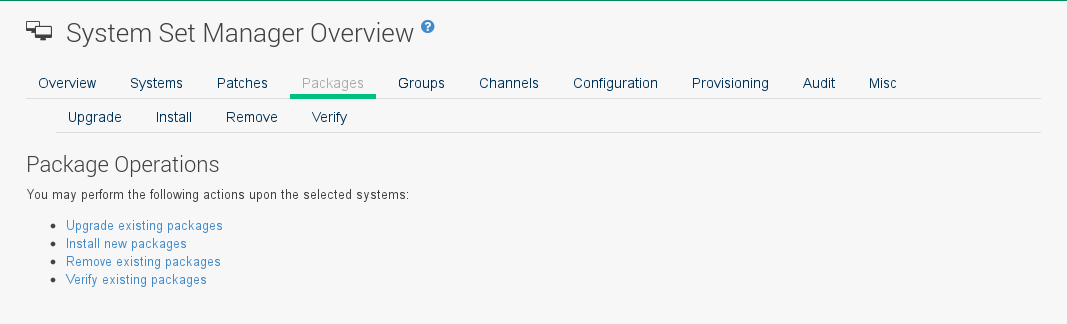 System Set Manager Overview ?
Overview Systems Patches Packages Groups Channels Configuration Provisioning Audit Misc
Upgrade Install Remove Verify
Package Operations
You may perform the following actions upon the selected systems:
• Upgrade existing packages
• Install new packages
• Remove existing packages
• Verify existing packages